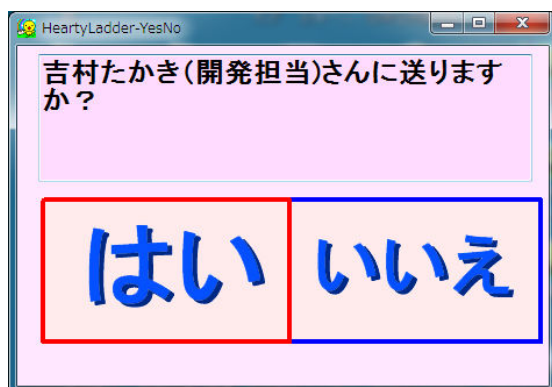 HeartyLadder-YesNo
吉村たかき(開発担当)さんに送ります
か？
はい いいえ